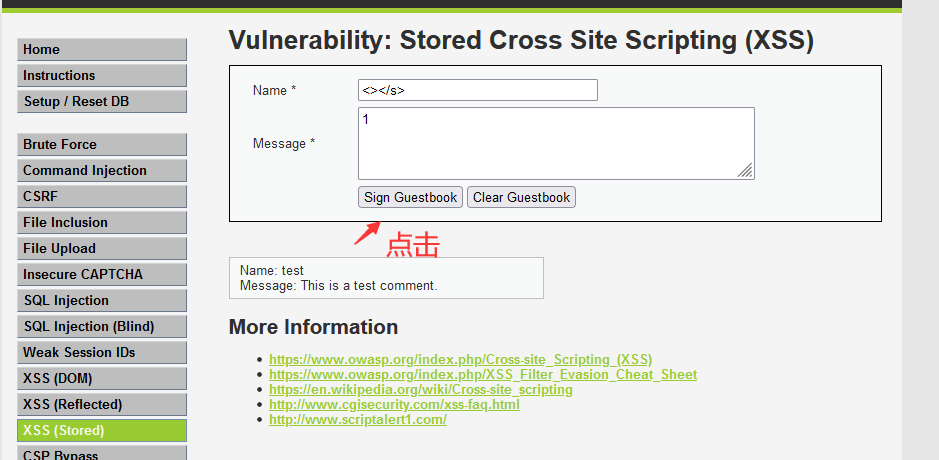 Home
Instructions
Setup / Reset DB
Brute Force
Command Injection
CSRF
File Inclusion
File Upload
Insecure CAPTCHA
SQL Injection
SQL Injection (Blind)
Weak Session IDs
XSS (DOM)
XSS (Reflected)
XSS (Stored)
CSP Bypass
Vulnerability: Stored Cross Site Scripting (XSS)
Name * <></s>
Message * 1
Sign Guestbook Clear Guestbook
点击
Name: test
Message: This is a test comment.
More Information
https://www.owasp.org/index.php/Cross-site_Scripting_(XSS)
https://www.owasp.org/index.php/XSS_Filter_Evasion_Cheat_Sheet
https://en.wikipedia.org/wiki/Cross-site_scripting
http://www.cgisecurity.com/xss-faq.html
http://www.scriptalert1.com/